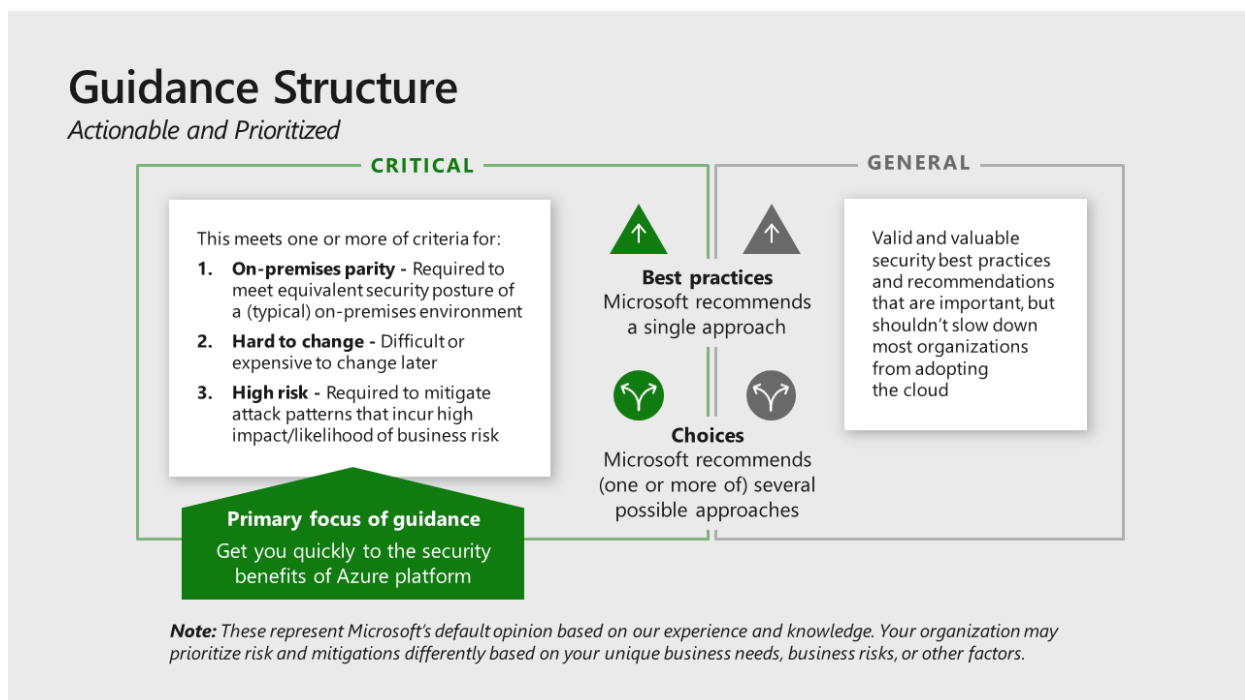 Guidance Structure
Actionable and Prioritized
CRITICAL
This meets one or more of criteria for:
1. On-premises parity - Required to
meet equivalent security posture of
a (typical) on-premises environment
2. Hard to change - Difficult or
expensive to change later
3. High risk - Required to mitigate
attack patterns that incur high
impact/likelihood of business risk
Primary focus of guidance
Get you quickly to the security
benefits of Azure platform
Best practices
Microsoft recommends
a single approach
Choices
Microsoft recommends
(one or more of) several
possible approaches
GENERAL
Valid and valuable
security best practices
and recommendations
that are important, but
shouldn't slow down
most organizations
from adopting
the cloud
Note: These represent Microsoft's default opinion based on our experience and knowledge. Your organization may
prioritize risk and mitigations differently based on your unique business needs, business risks, or other factors.